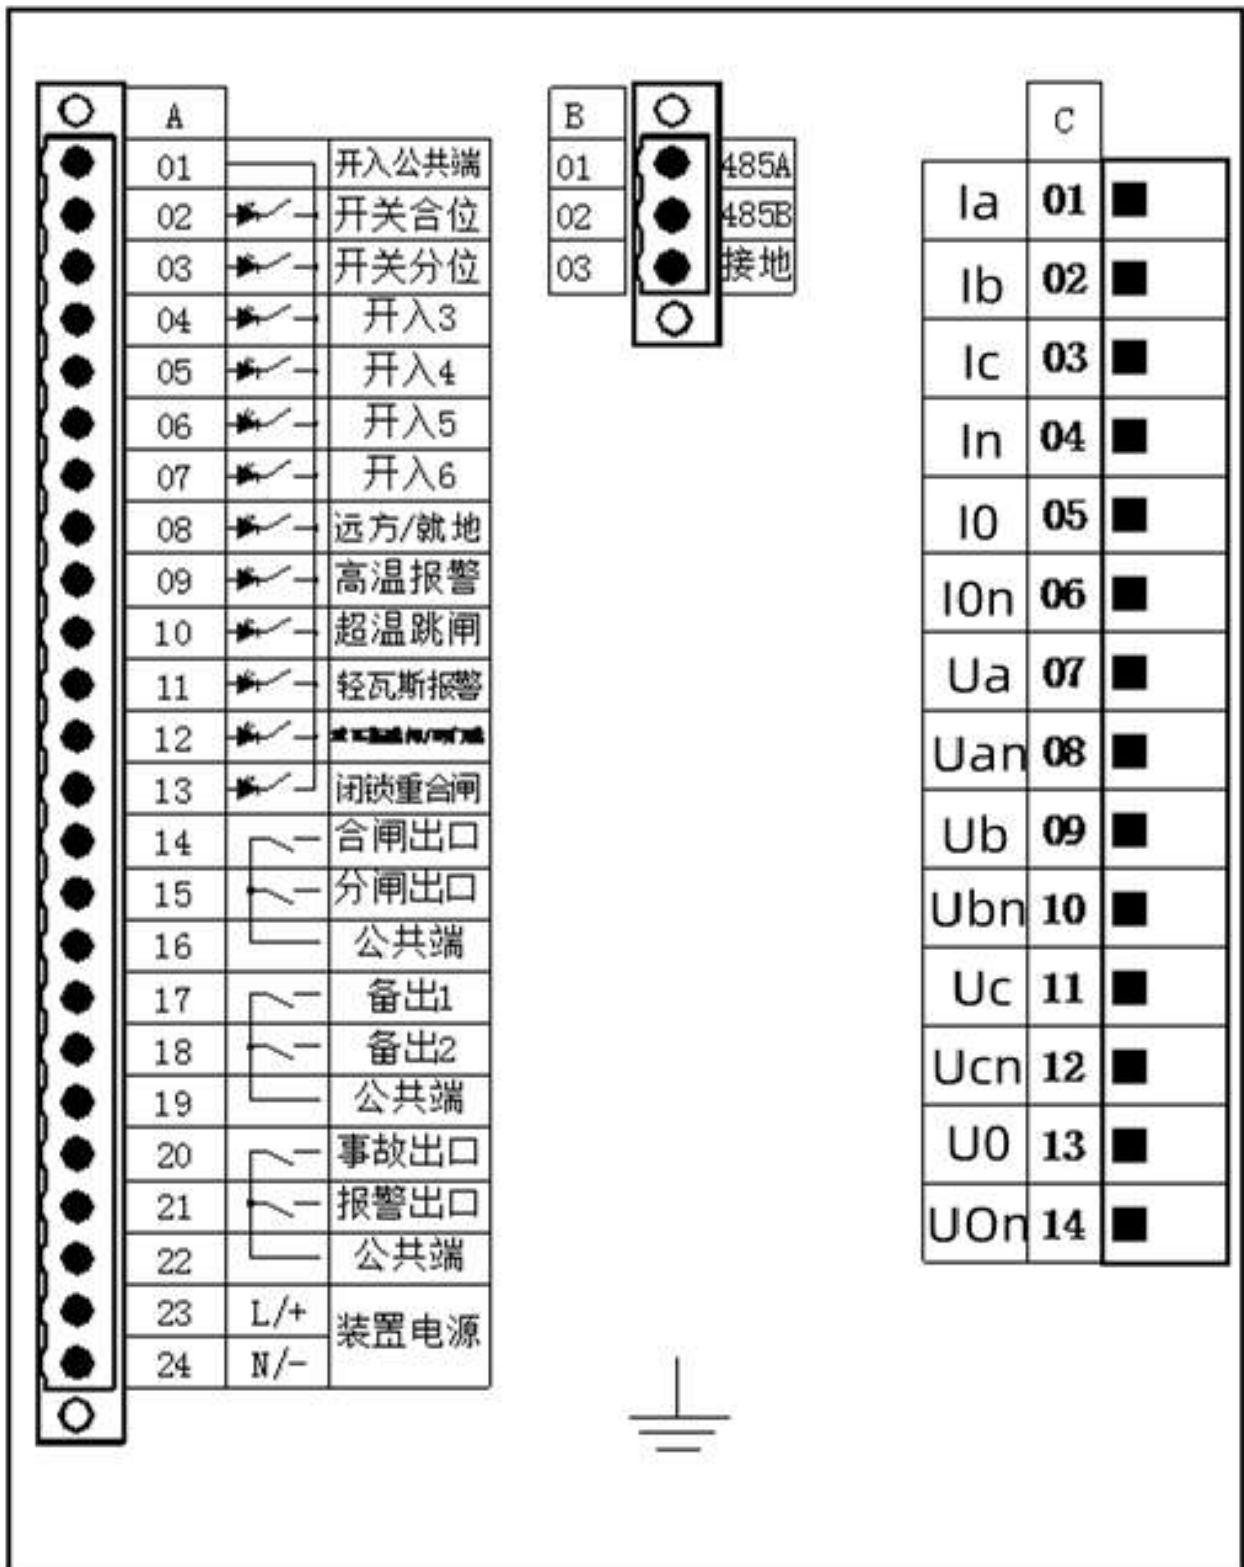 A
01 开入公共端
02 开关合位
03 开关分位
04 开入3
05 开入4
06 开入5
07 开入6
08 远方/就地
09 高温报警
10 超温跳闸
11 轻瓦斯报警
12
13 闭锁重合闸
14 合闸出口
15 分闸出口
16 公共端
17 备出1
18 备出2
19 公共端
20 事故出口
21 报警出口
22 公共端
23 L/+ 装置电源
24 N/-
B
01 485A
02 485B
03 接地
C
Ia 01
Ib 02
Ic 03
In 04
I0 05
I0n 06
Ua 07
Uan 08
Ub 09
Ubn 10
Uc 11
Ucn 12
U0 13
UOn 14